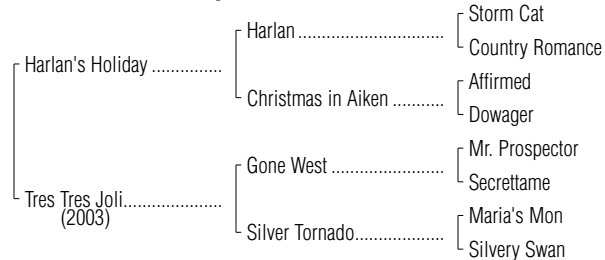 Storm Cat
Harlan ..................................
Country Romance
Harlan's Holiday ................
Affirmed
Christmas in Aiken ............
Dowager
Mr. Prospector
Gone West ..........................
Secrettame
Tres Tres Joli......................
(2003)
Maria's Mon
Silver Tornado....................
Silvery Swan